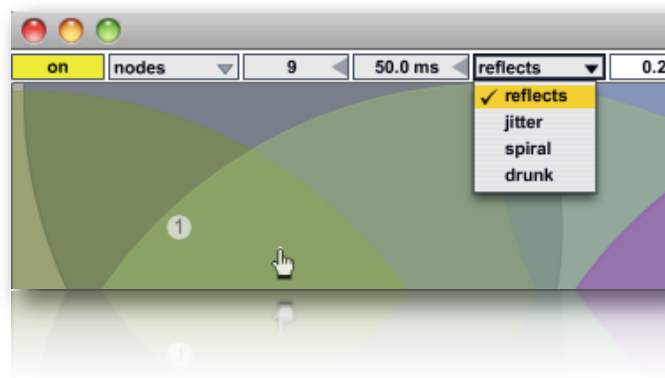 on nodes 9 50.0 ms reflects 0.2
✓ reflects
jitter
spiral
drunk
1